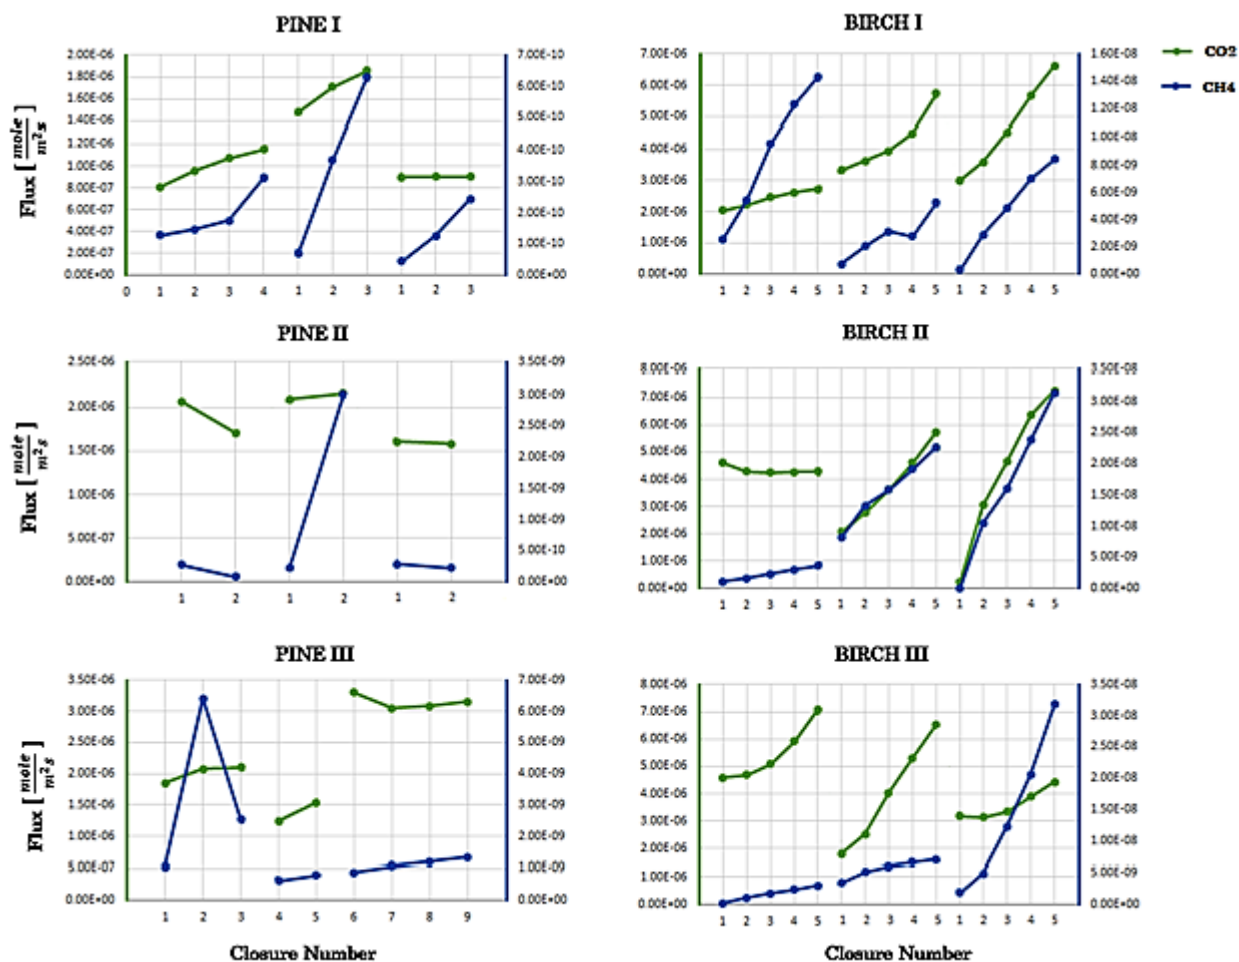 PINE I
2.00E-06
1.80E-06
1.60E-06
1.40E-06
1.20E-06
1.00E-06
8.00E-07
6.00E-07
4.00E-07
2.00E-07
0.00E+00
7.00E-10
6.00E-10
5.00E-10
4.00E-10
3.00E-10
2.00E-10
1.00E-10
0.00E+00
0 1 2 3 4 1 2 3 1 2 3
Flux [ mole / m² s ]
BIRCH I
7.00E-06
6.00E-06
5.00E-06
4.00E-06
3.00E-06
2.00E-06
1.00E-06
0.00E+00
1.60E-08
1.40E-08
1.20E-08
1.00E-08
8.00E-09
6.00E-09
4.00E-09
2.00E-09
0.00E+00
1 2 3 4 5 1 2 3 4 5 1 2 3 4 5
CO2
CH4
PINE II
2.50E-06
2.00E-06
1.50E-06
1.00E-06
5.00E-07
0.00E+00
3.50E-09
3.00E-09
2.50E-09
2.00E-09
1.50E-09
1.00E-09
5.00E-10
0.00E+00
1 2 1 2 1 2
Flux [ mole / m² s ]
BIRCH II
8.00E-06
7.00E-06
6.00E-06
5.00E-06
4.00E-06
3.00E-06
2.00E-06
1.00E-06
0.00E+00
3.50E-08
3.00E-08
2.50E-08
2.00E-08
1.50E-08
1.00E-08
5.00E-09
0.00E+00
1 2 3 4 5 1 2 3 4 5 1 2 3 4 5
PINE III
3.50E-06
3.00E-06
2.50E-06
2.00E-06
1.50E-06
1.00E-06
5.00E-07
0.00E+00
7.00E-09
6.00E-09
5.00E-09
4.00E-09
3.00E-09
2.00E-09
1.00E-09
0.00E+00
1 2 3 4 5 6 7 8 9
Flux [ mole / m² s ]
Closure Number
BIRCH III
8.00E-06
7.00E-06
6.00E-06
5.00E-06
4.00E-06
3.00E-06
2.00E-06
1.00E-06
0.00E+00
3.50E-08
3.00E-08
2.50E-08
2.00E-08
1.50E-08
1.00E-08
5.00E-09
0.00E+00
1 2 3 4 5 1 2 3 4 5 1 2 3 4 5
Closure Number